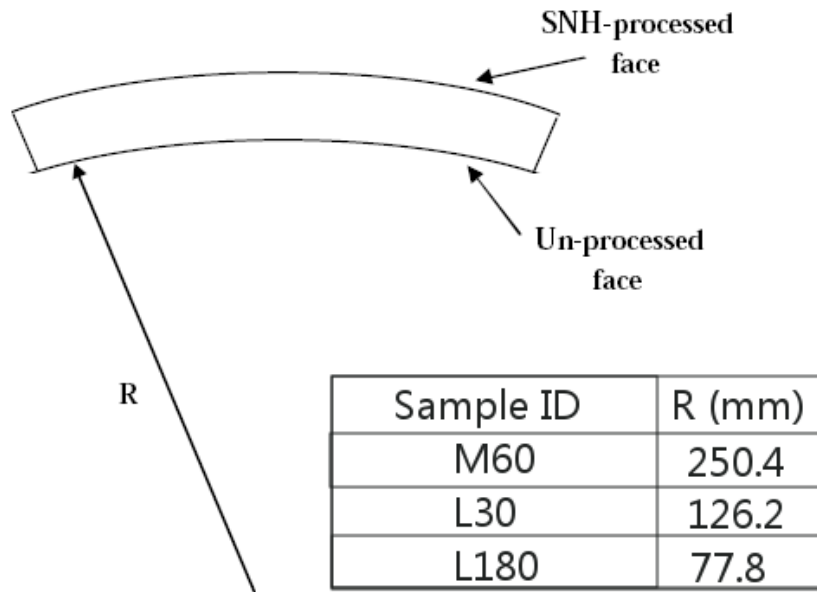 SNH-processed
face
Un-processed
face
R
Sample ID R (mm)
M60 250.4
L30 126.2
L180 77.8